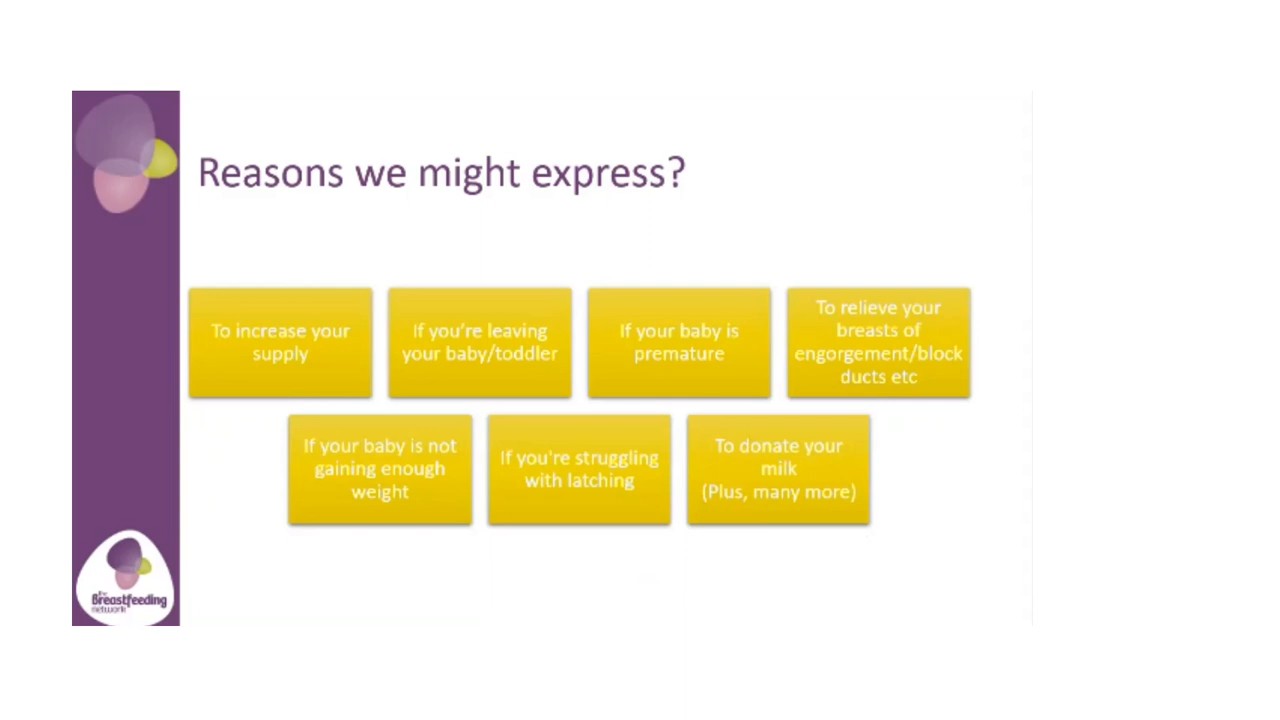 Reasons we might express?
To increase your
supply
If you're leaving
your baby/toddler
If your baby is
premature
To relieve your
breasts of
engorgement/block
ducts etc
If your baby is not
gaining enough
weight
If you're struggling
with latching
To donate your
milk
(Plus, many more)
the
Breastfeeding
network